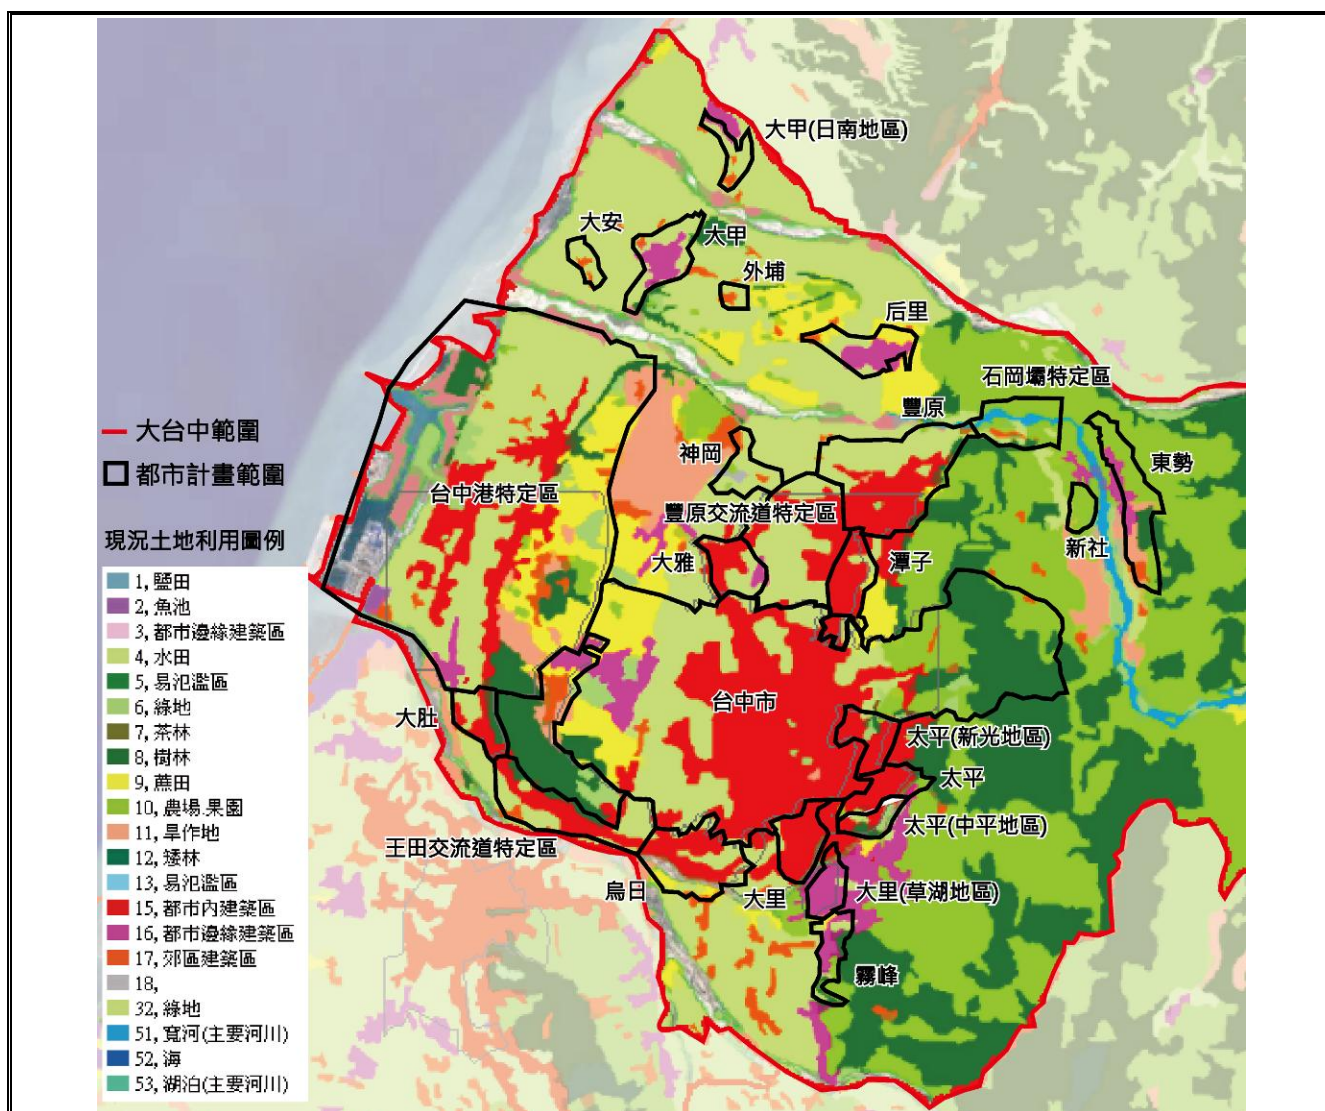 大甲(日南地區)
大安
大甲
外埔
后里
石岡壩特定區
豐原
大台中範圍
神岡
東勢
都市計畫範圍
台中港特定區
豐原交流道特定區
現況土地利用圖例
大雅
潭子
新社
1, 鹽田
2, 魚池
3, 都市邊緣建築區
4, 水田
5, 易氾濫區
6, 綠地
7, 茶林
8, 樹林
9, 蔗田
10, 農場.果園
11, 旱作地
12, 矮林
13, 易氾濫區
15, 都市內建築區
16, 都市邊緣建築區
17, 郊區建築區
18,
32, 綠地
51, 寬河(主要河川)
52, 海
53, 湖泊(主要河川)
台中市
大肚
太平(新光地區)
太平
太平(中平地區)
王田交流道特定區
烏日
大里
大里(草湖地區)
霧峰